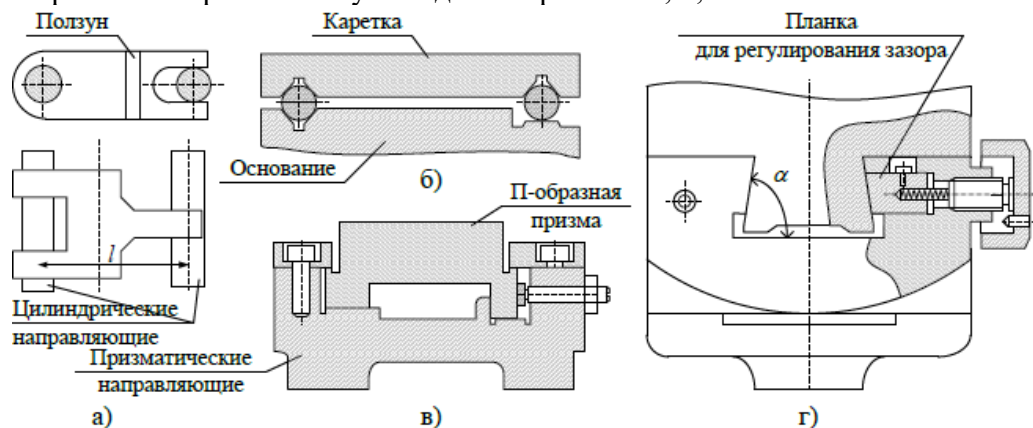 Ползун
Каретка
Планка
для регулирования зазора
Основание
б)
α
П-образная
призма
l
Цилиндрические
направляющие
Призматические
направляющие
а)
в)
г)